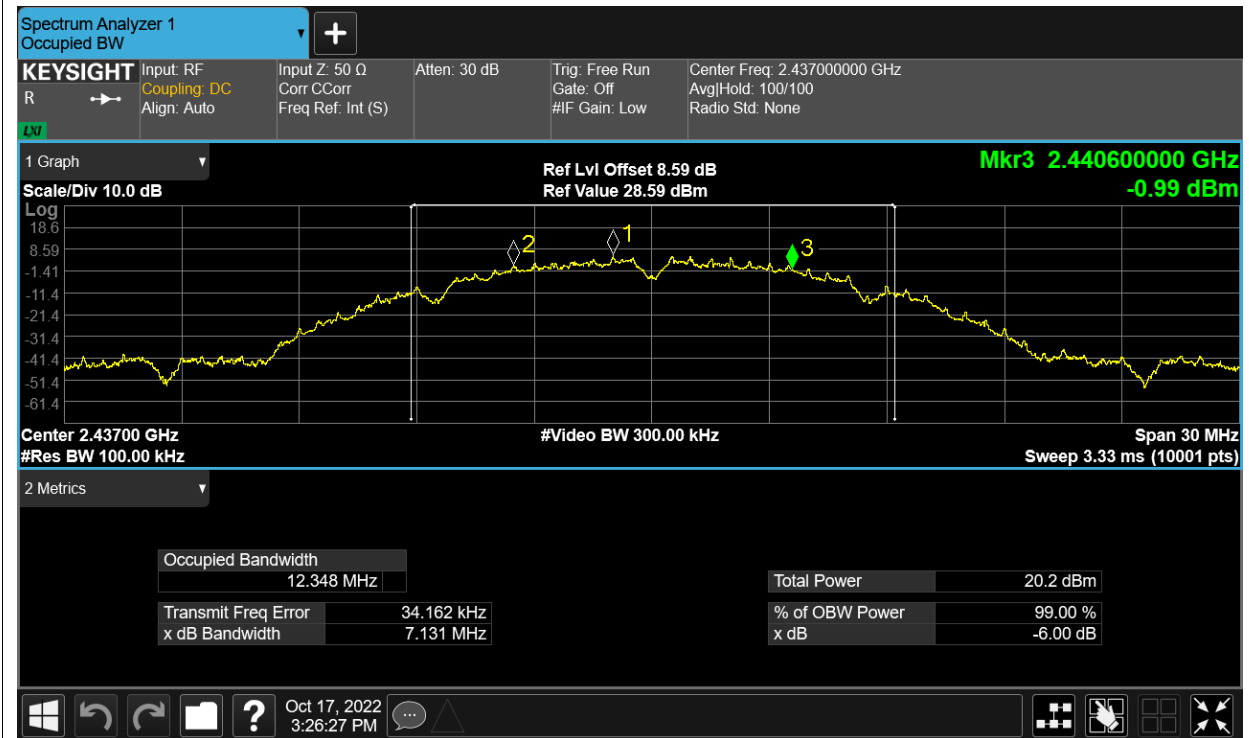 Spectrum Analyzer 1
Occupied BW
▼
+
KEYSIGHT
R
LXI
Input: RF
Coupling: DC
Align: Auto
Input Z: 50 Ω
Corr CCorr
Freq Ref: Int (S)
Atten: 30 dB
Trig: Free Run
Gate: Off
#IF Gain: Low
Center Freq: 2.437000000 GHz
Avg|Hold: 100/100
Radio Std: None
1 Graph ▼
Scale/Div 10.0 dB
Ref Lvl Offset 8.59 dB
Ref Value 28.59 dBm
Mkr3 2.440600000 GHz
-0.99 dBm
Log
18.6
8.59
-1.41
-11.4
-21.4
-31.4
-41.4
-51.4
-61.4
2
1
3
Center 2.43700 GHz
#Res BW 100.00 kHz
#Video BW 300.00 kHz
Span 30 MHz
Sweep 3.33 ms (10001 pts)
2 Metrics ▼
Occupied Bandwidth
12.348 MHz
Transmit Freq Error 34.162 kHz
x dB Bandwidth 7.131 MHz
Total Power 20.2 dBm
% of OBW Power 99.00 %
x dB -6.00 dB
?
Oct 17, 2022
3:26:27 PM